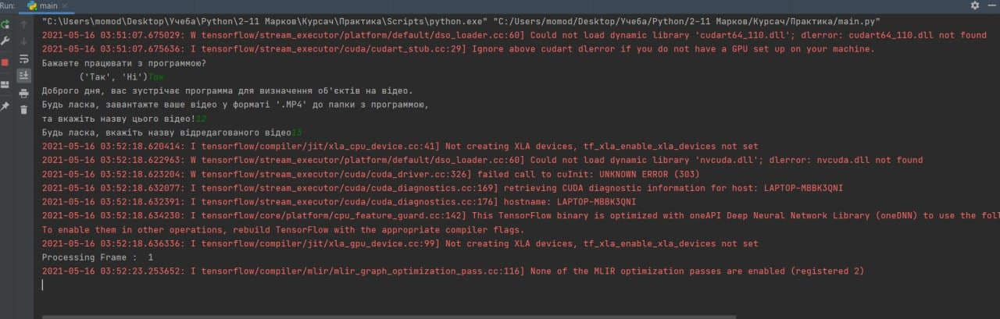 Run: main
"C:\Users\momod\Desktop\Учеба\Python\2-11 Марков\Курсач\Практика\Scripts\python.exe" "C:/Users/momod/Desktop/Учеба/Python/2-11 Марков/Курсач/Практика/main.py"
2021-05-16 03:51:07.675029: W tensorflow/stream_executor/platform/default/dso_loader.cc:60] Could not load dynamic library 'cudart64_110.dll'; dlerror: cudart64_110.dll not found
2021-05-16 03:51:07.675636: I tensorflow/stream_executor/cuda/cudart_stub.cc:29] Ignore above cudart dlerror if you do not have a GPU set up on your machine.
Бажаете працювати з программою?
('Так', 'Ні')Так
Доброго дня, вас зустрічає программа для визначення об'єктів на відео.
Будь ласка, завантажте ваше відео у форматі '.MP4' до папки з программою,
та вкажіть назву цього відео!12
Будь ласка, вкажіть назву відредагованого відео13
2021-05-16 03:52:18.620414: I tensorflow/compiler/jit/xla_cpu_device.cc:41] Not creating XLA devices, tf_xla_enable_xla_devices not set
2021-05-16 03:52:18.622963: W tensorflow/stream_executor/platform/default/dso_loader.cc:60] Could not load dynamic library 'nvcuda.dll'; dlerror: nvcuda.dll not found
2021-05-16 03:52:18.623204: W tensorflow/stream_executor/cuda/cuda_driver.cc:326] failed call to cuInit: UNKNOWN ERROR (303)
2021-05-16 03:52:18.632077: I tensorflow/stream_executor/cuda/cuda_diagnostics.cc:169] retrieving CUDA diagnostic information for host: LAPTOP-MBBK3QNI
2021-05-16 03:52:18.632391: I tensorflow/stream_executor/cuda/cuda_diagnostics.cc:176] hostname: LAPTOP-MBBK3QNI
2021-05-16 03:52:18.634230: I tensorflow/core/platform/cpu_feature_guard.cc:142] This TensorFlow binary is optimized with oneAPI Deep Neural Network Library (oneDNN) to use the foll
To enable them in other operations, rebuild TensorFlow with the appropriate compiler flags.
2021-05-16 03:52:18.636336: I tensorflow/compiler/jit/xla_gpu_device.cc:99] Not creating XLA devices, tf_xla_enable_xla_devices not set
Processing Frame :  1
2021-05-16 03:52:23.253652: I tensorflow/compiler/mlir/mlir_graph_optimization_pass.cc:116] None of the MLIR optimization passes are enabled (registered 2)